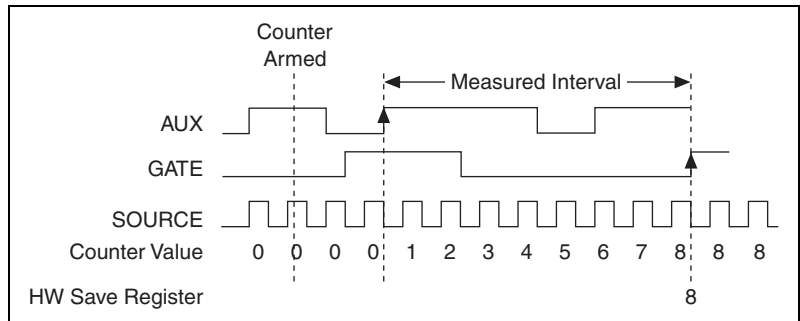 Counter
Armed
Measured Interval
AUX
GATE
SOURCE
Counter Value 0 0 0 0 1 2 3 4 5 6 7 8 8 8
HW Save Register 8